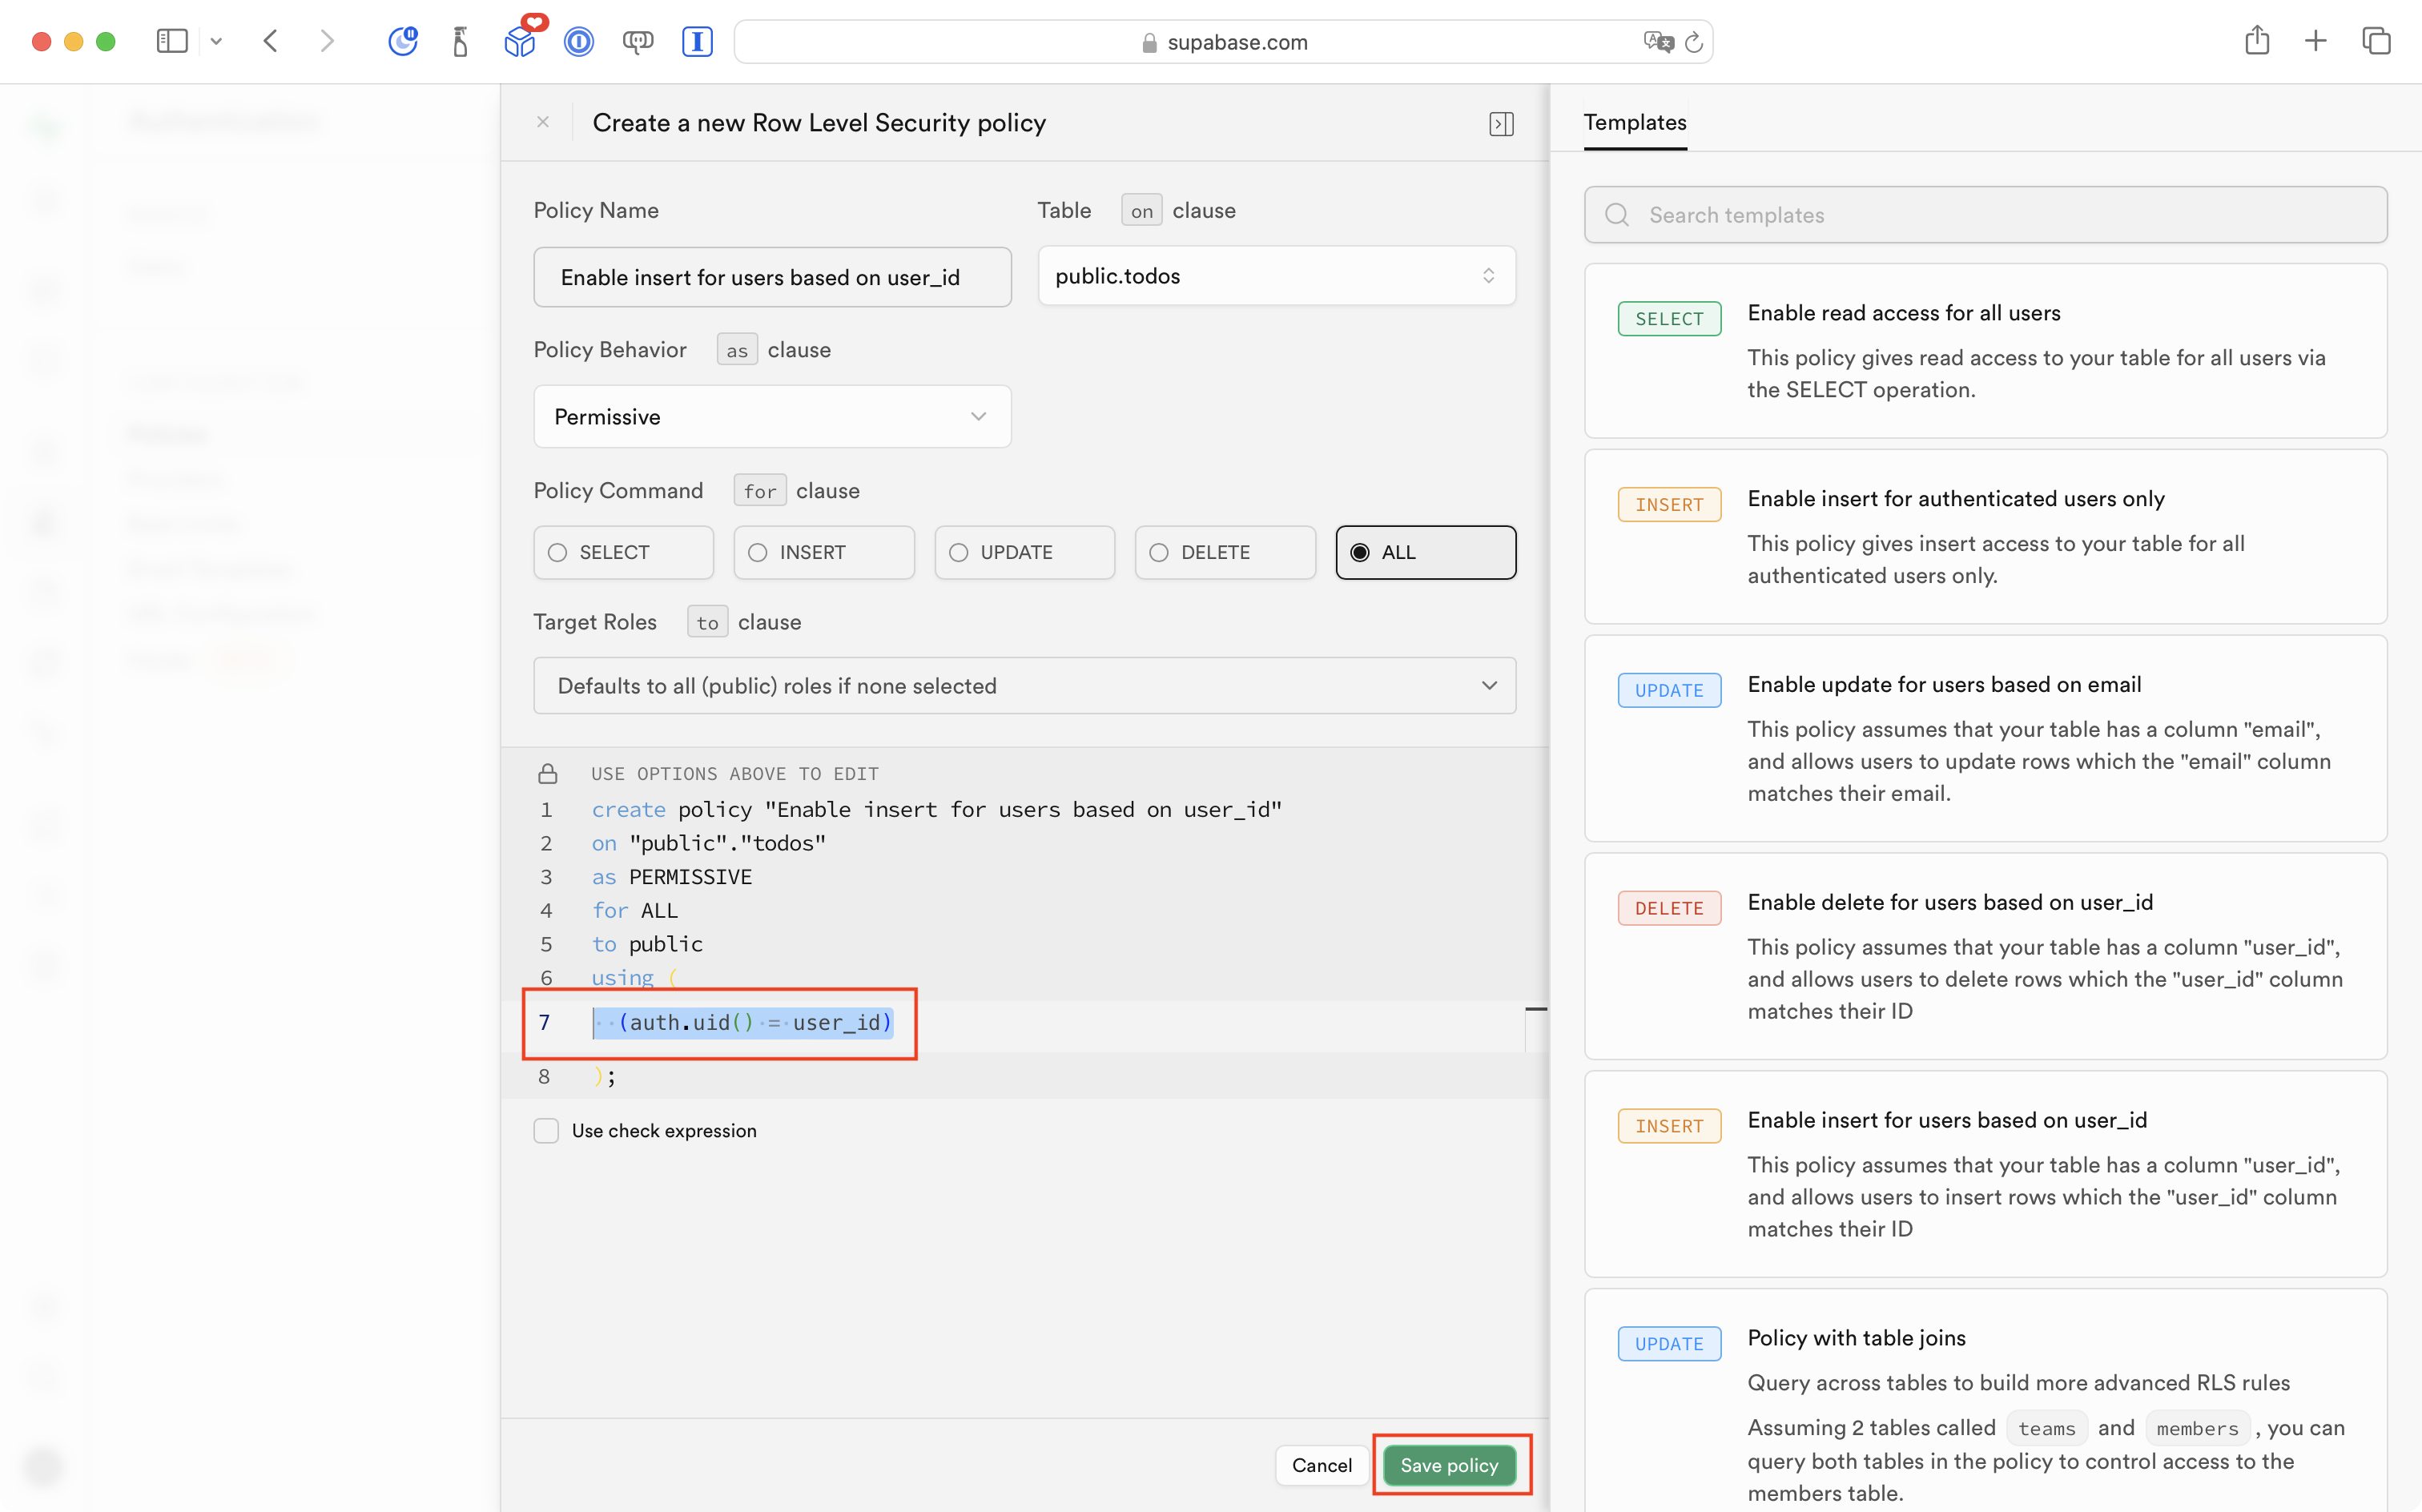 supabase.com
Create a new Row Level Security policy
Policy Name
Table on clause
Enable insert for users based on user_id
public.todos
Policy Behavior as clause
Permissive
Policy Command for clause
SELECT
INSERT
UPDATE
DELETE
ALL
Target Roles to clause
Defaults to all (public) roles if none selected
USE OPTIONS ABOVE TO EDIT
1 create policy "Enable insert for users based on user_id"
2 on "public"."todos"
3 as PERMISSIVE
4 for ALL
5 to public
6 using (
7 (auth.uid() = user_id)
8 );
Use check expression
Cancel
Save policy
Templates
Search templates
SELECT
Enable read access for all users
This policy gives read access to your table for all users via
the SELECT operation.
INSERT
Enable insert for authenticated users only
This policy gives insert access to your table for all
authenticated users only.
UPDATE
Enable update for users based on email
This policy assumes that your table has a column "email",
and allows users to update rows which the "email" column
matches their email.
DELETE
Enable delete for users based on user_id
This policy assumes that your table has a column "user_id",
and allows users to delete rows which the "user_id" column
matches their ID
INSERT
Enable insert for users based on user_id
This policy assumes that your table has a column "user_id",
and allows users to insert rows which the "user_id" column
matches their ID
UPDATE
Policy with table joins
Query across tables to build more advanced RLS rules
Assuming 2 tables called teams and members , you can
query both tables in the policy to control access to the
members table.